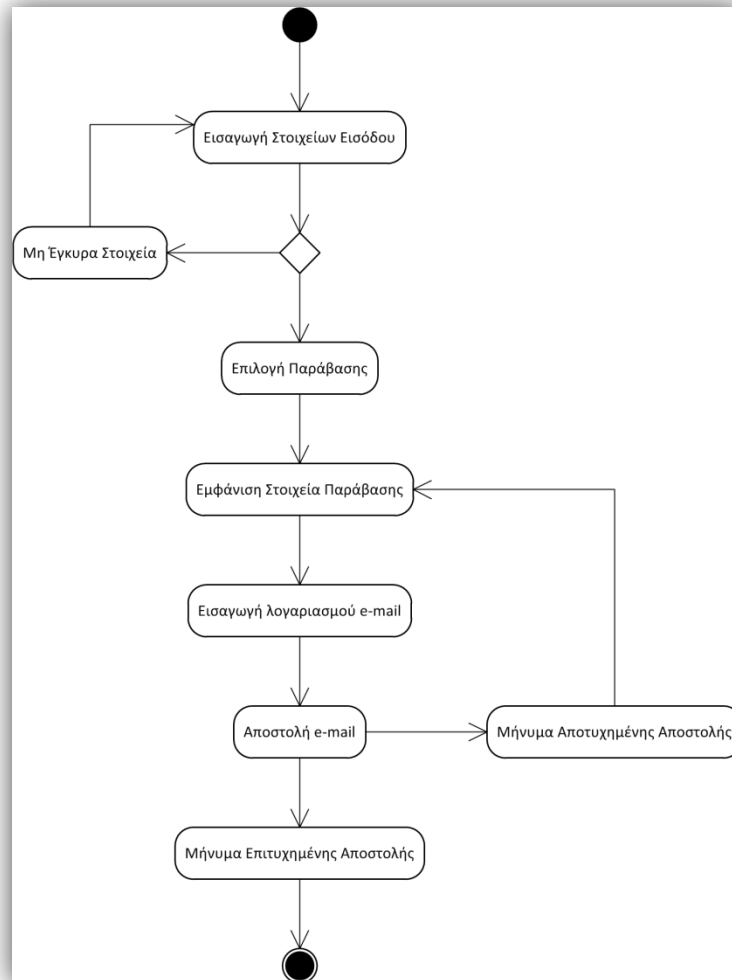 Εισαγωγή Στοιχείων Εισόδου
Μη Έγκυρα Στοιχεία
Επιλογή Παράβασης
Εμφάνιση Στοιχεία Παράβασης
Εισαγωγή λογαριασμού e-mail
Αποστολή e-mail
Μήνυμα Αποτυχημένης Αποστολής
Μήνυμα Επιτυχημένης Αποστολής